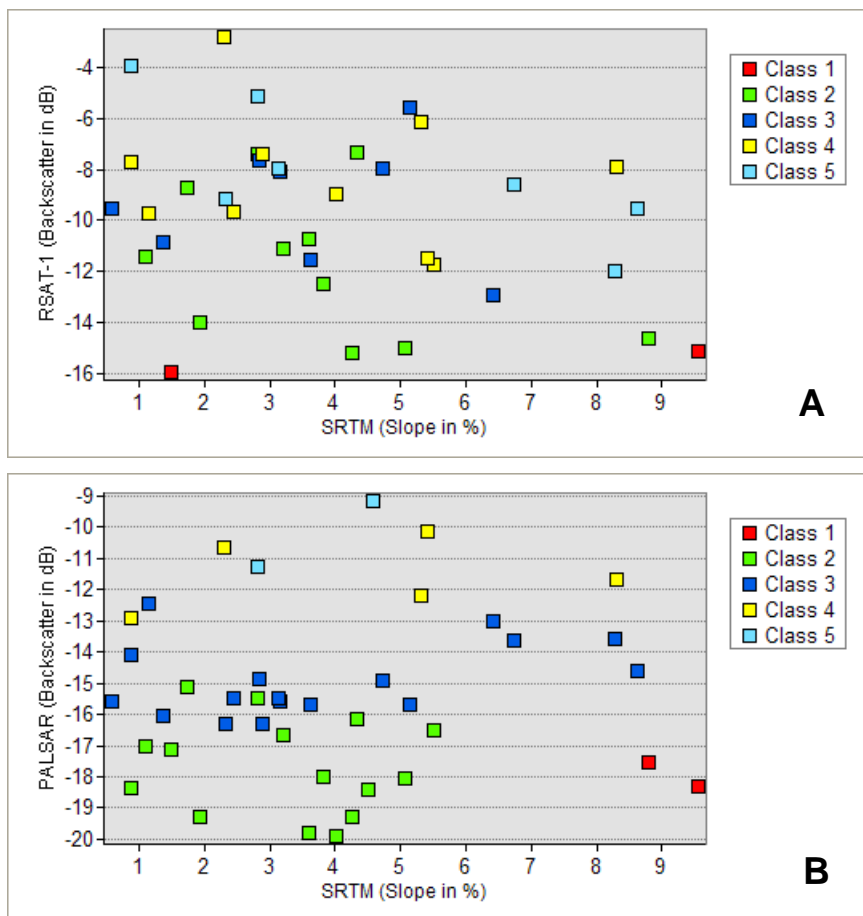 -4
-6
-8
-10
-12
-14
-16
RSAT-1 (Backscatter in dB)
1 2 3 4 5 6 7 8 9
SRTM (Slope in %)
Class 1
Class 2
Class 3
Class 4
Class 5
A
-9
-10
-11
-12
-13
-14
-15
-16
-17
-18
-19
-20
PALSAR (Backscatter in dB)
1 2 3 4 5 6 7 8 9
SRTM (Slope in %)
Class 1
Class 2
Class 3
Class 4
Class 5
B